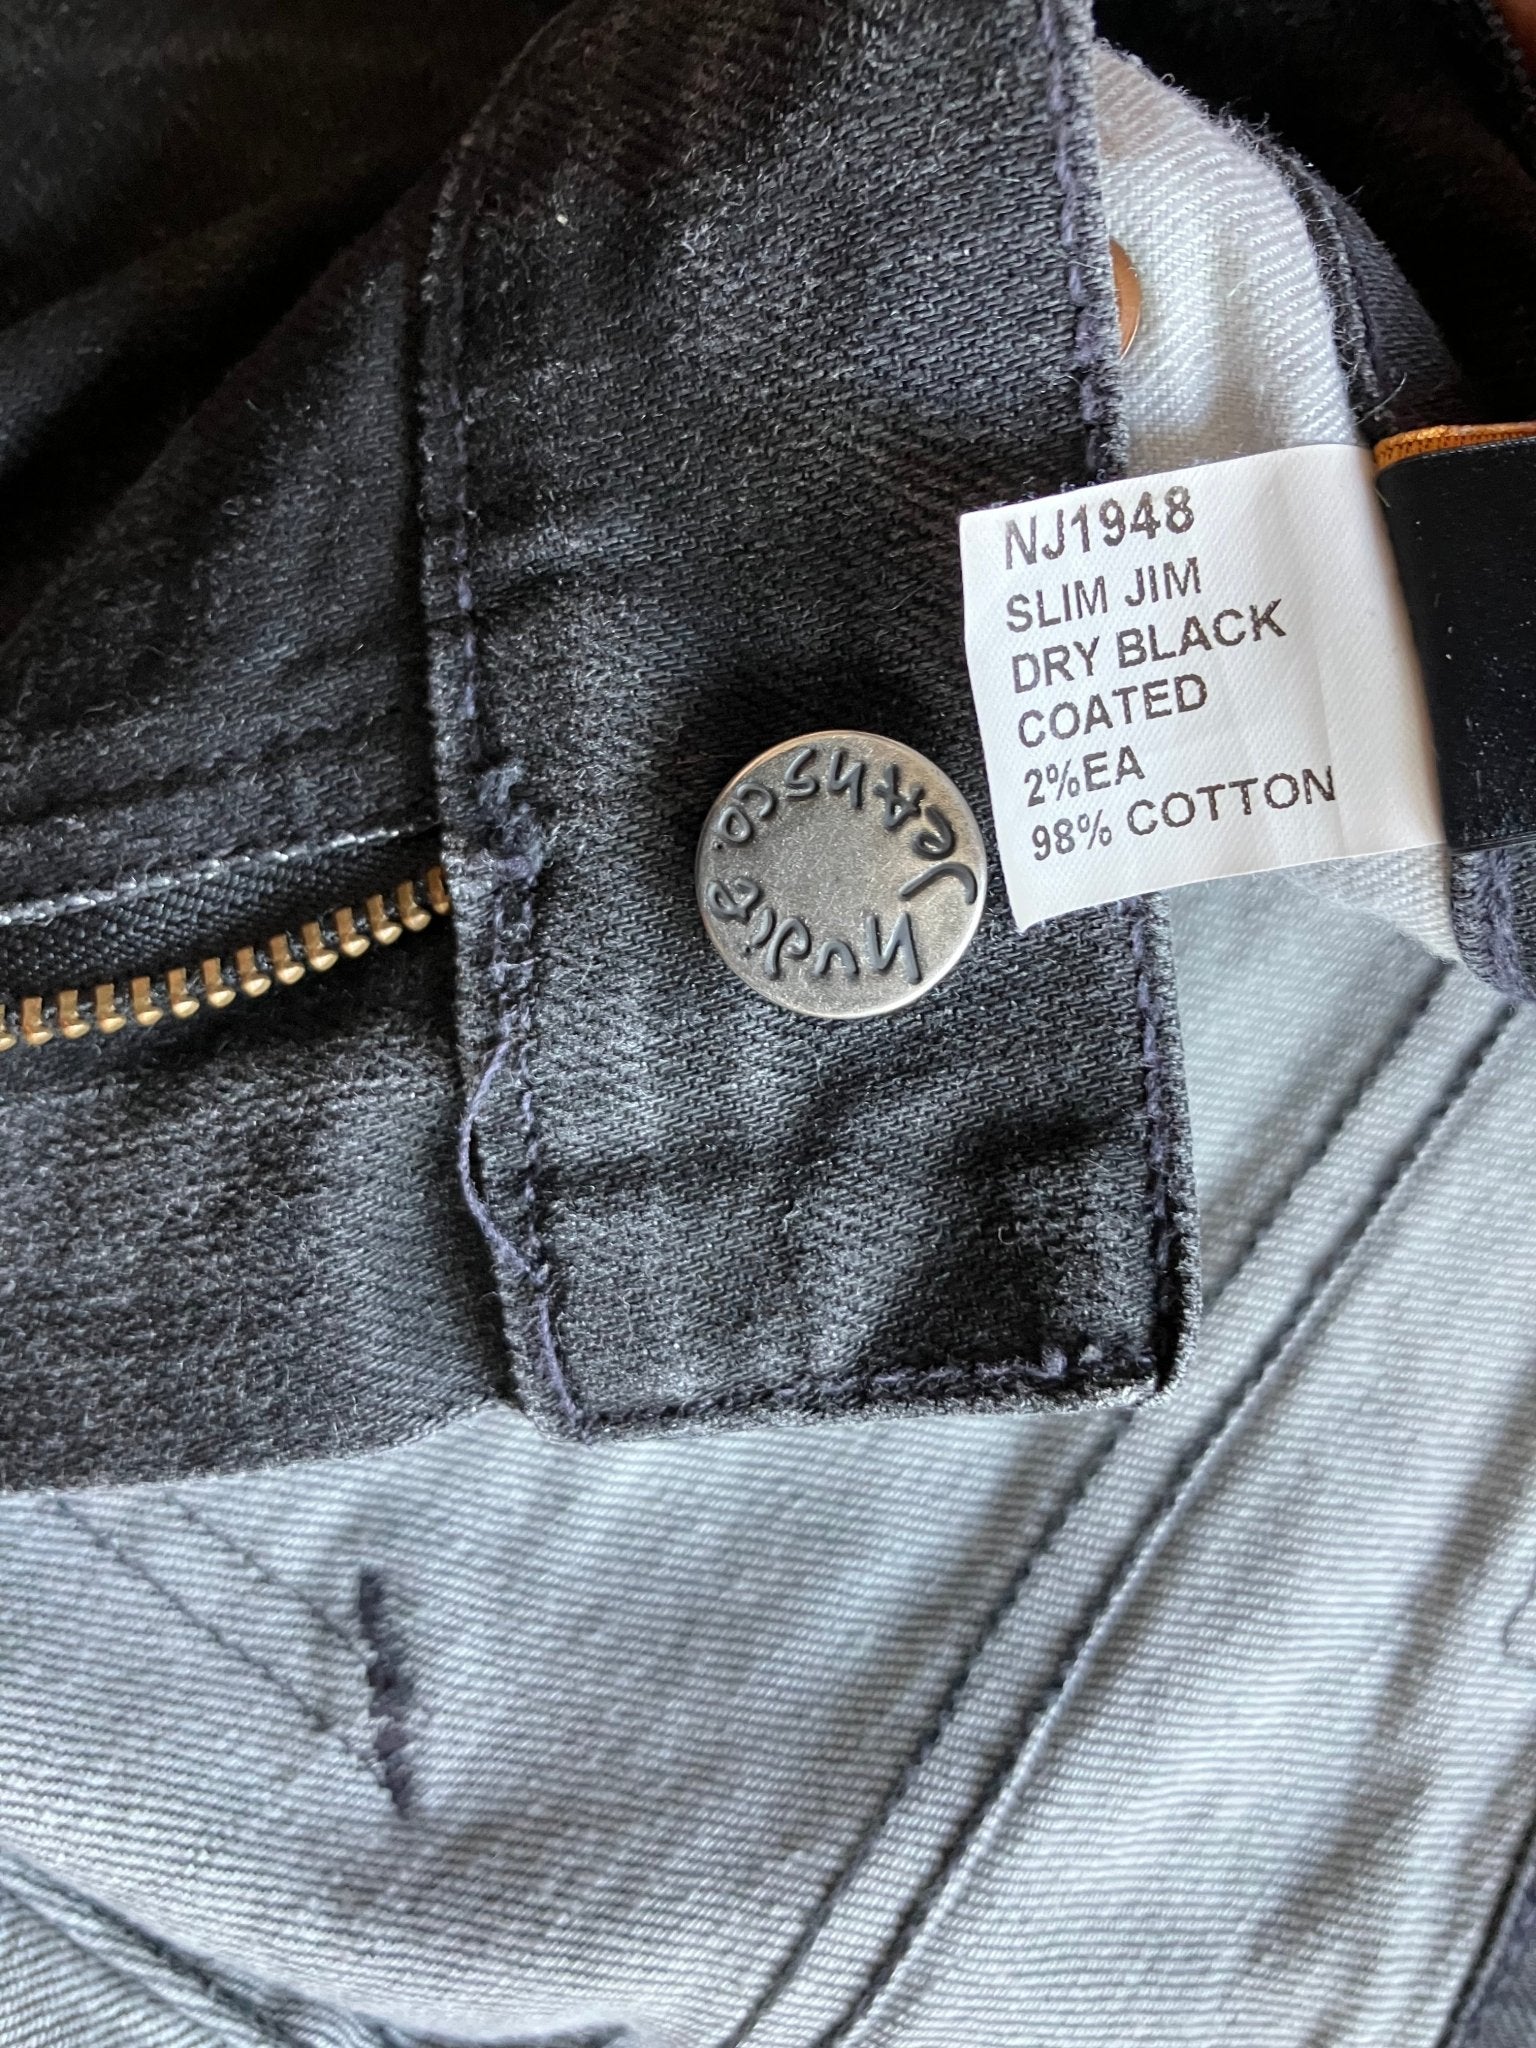 NJ1948
SLIM JIM
DRY BLACK
COATED
2%EA
98% COTTON
Nudie
Jeans co.